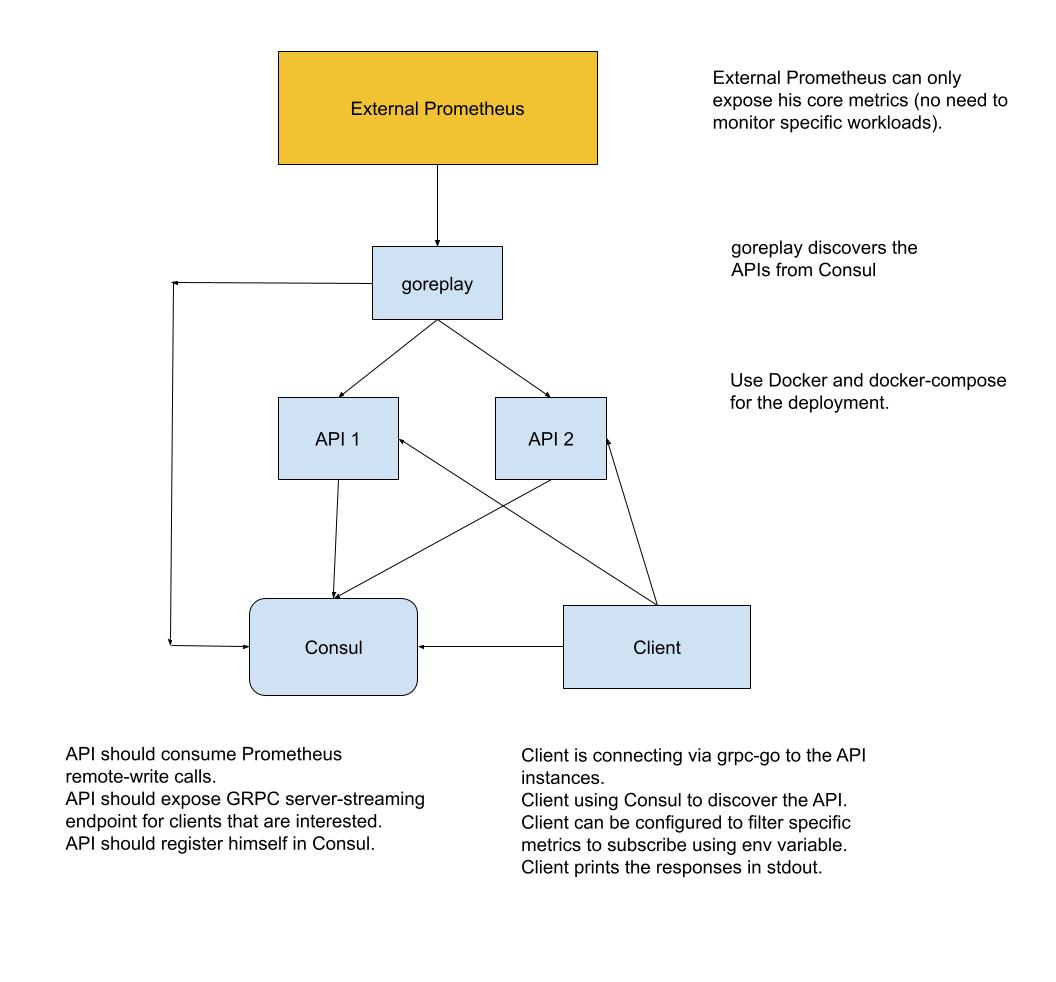 External Prometheus
External Prometheus can only
expose his core metrics (no need to
monitor specific workloads).
goreplay
goreplay discovers the
APIs from Consul
API 1
API 2
Use Docker and docker-compose
for the deployment.
Consul
Client
API should consume Prometheus
remote-write calls.
API should expose GRPC server-streaming
endpoint for clients that are interested.
API should register himself in Consul.
Client is connecting via grpc-go to the API
instances.
Client using Consul to discover the API.
Client can be configured to filter specific
metrics to subscribe using env variable.
Client prints the responses in stdout.